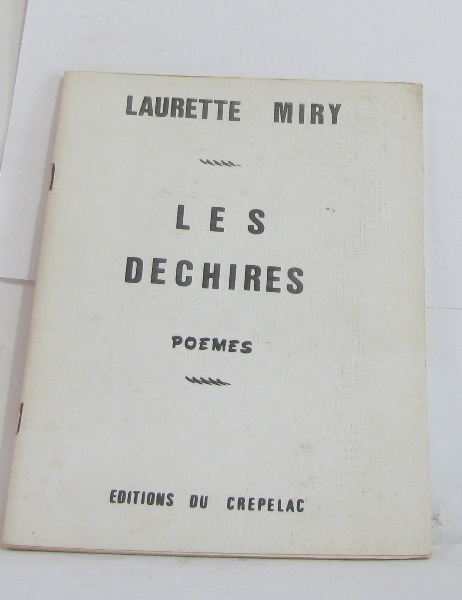 LAURETTE MIRY
LES
DECHIRES
POEMES
EDITIONS DU CREPELAC